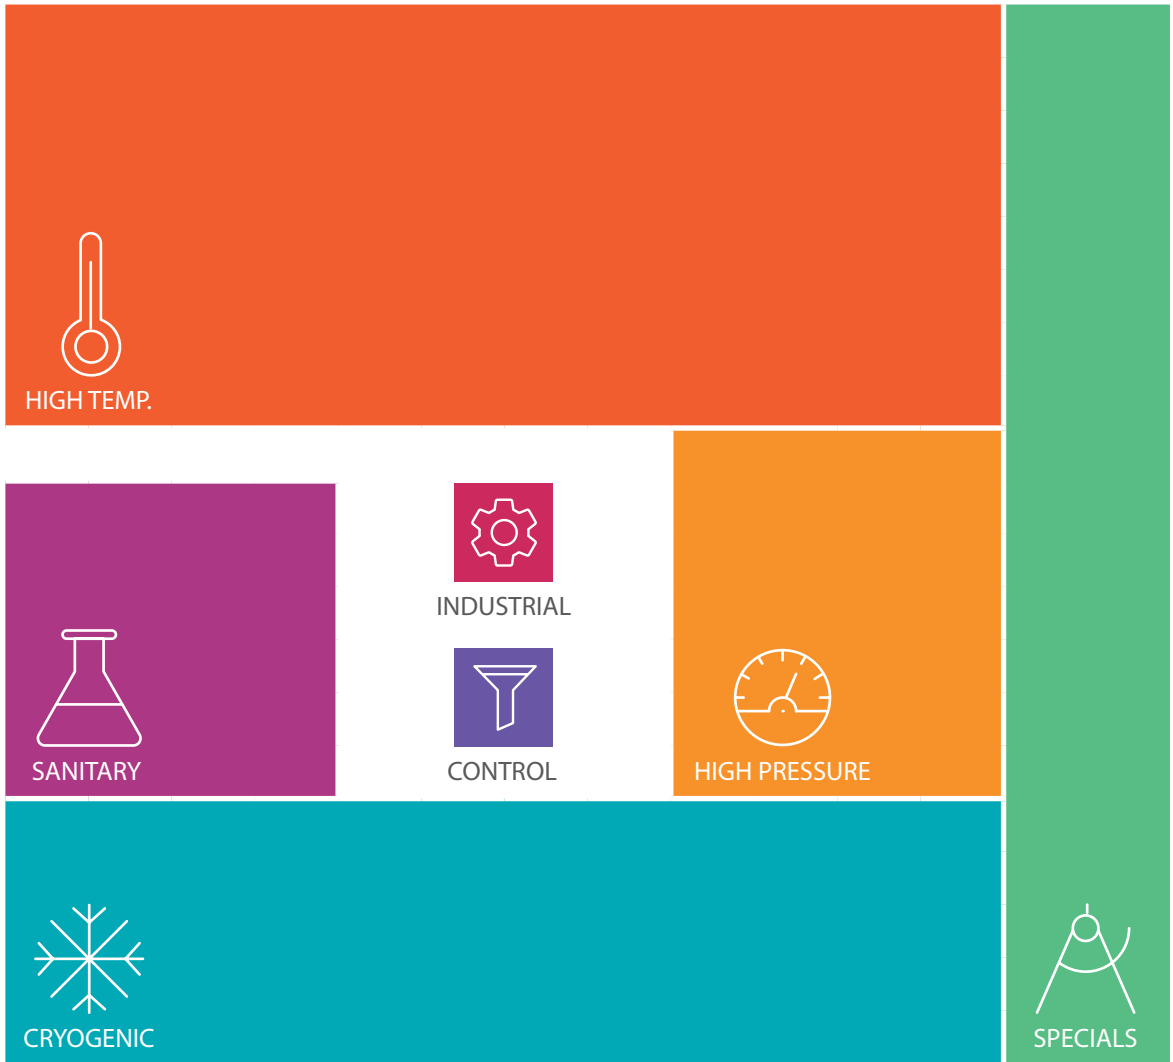 HIGH TEMP.
INDUSTRIAL
SANITARY
CONTROL
HIGH PRESSURE
CRYOGENIC
SPECIALS